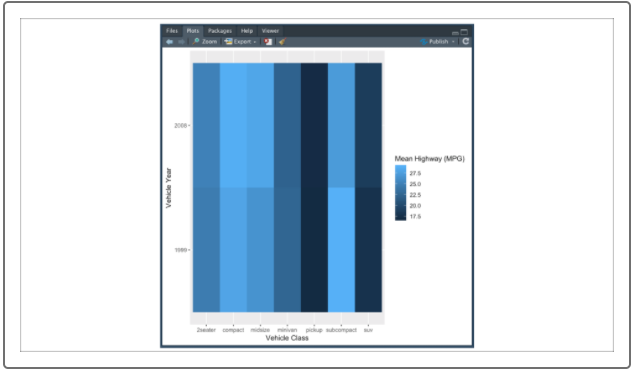 Files Plots Packages Help Viewer
Zoom Export Publish
2008
1999
Vehicle Year
2seater compact midsize minivan pickup subcompact suv
Vehicle Class
Mean Highway (MPG)
27.5
25.0
22.5
20.0
17.5